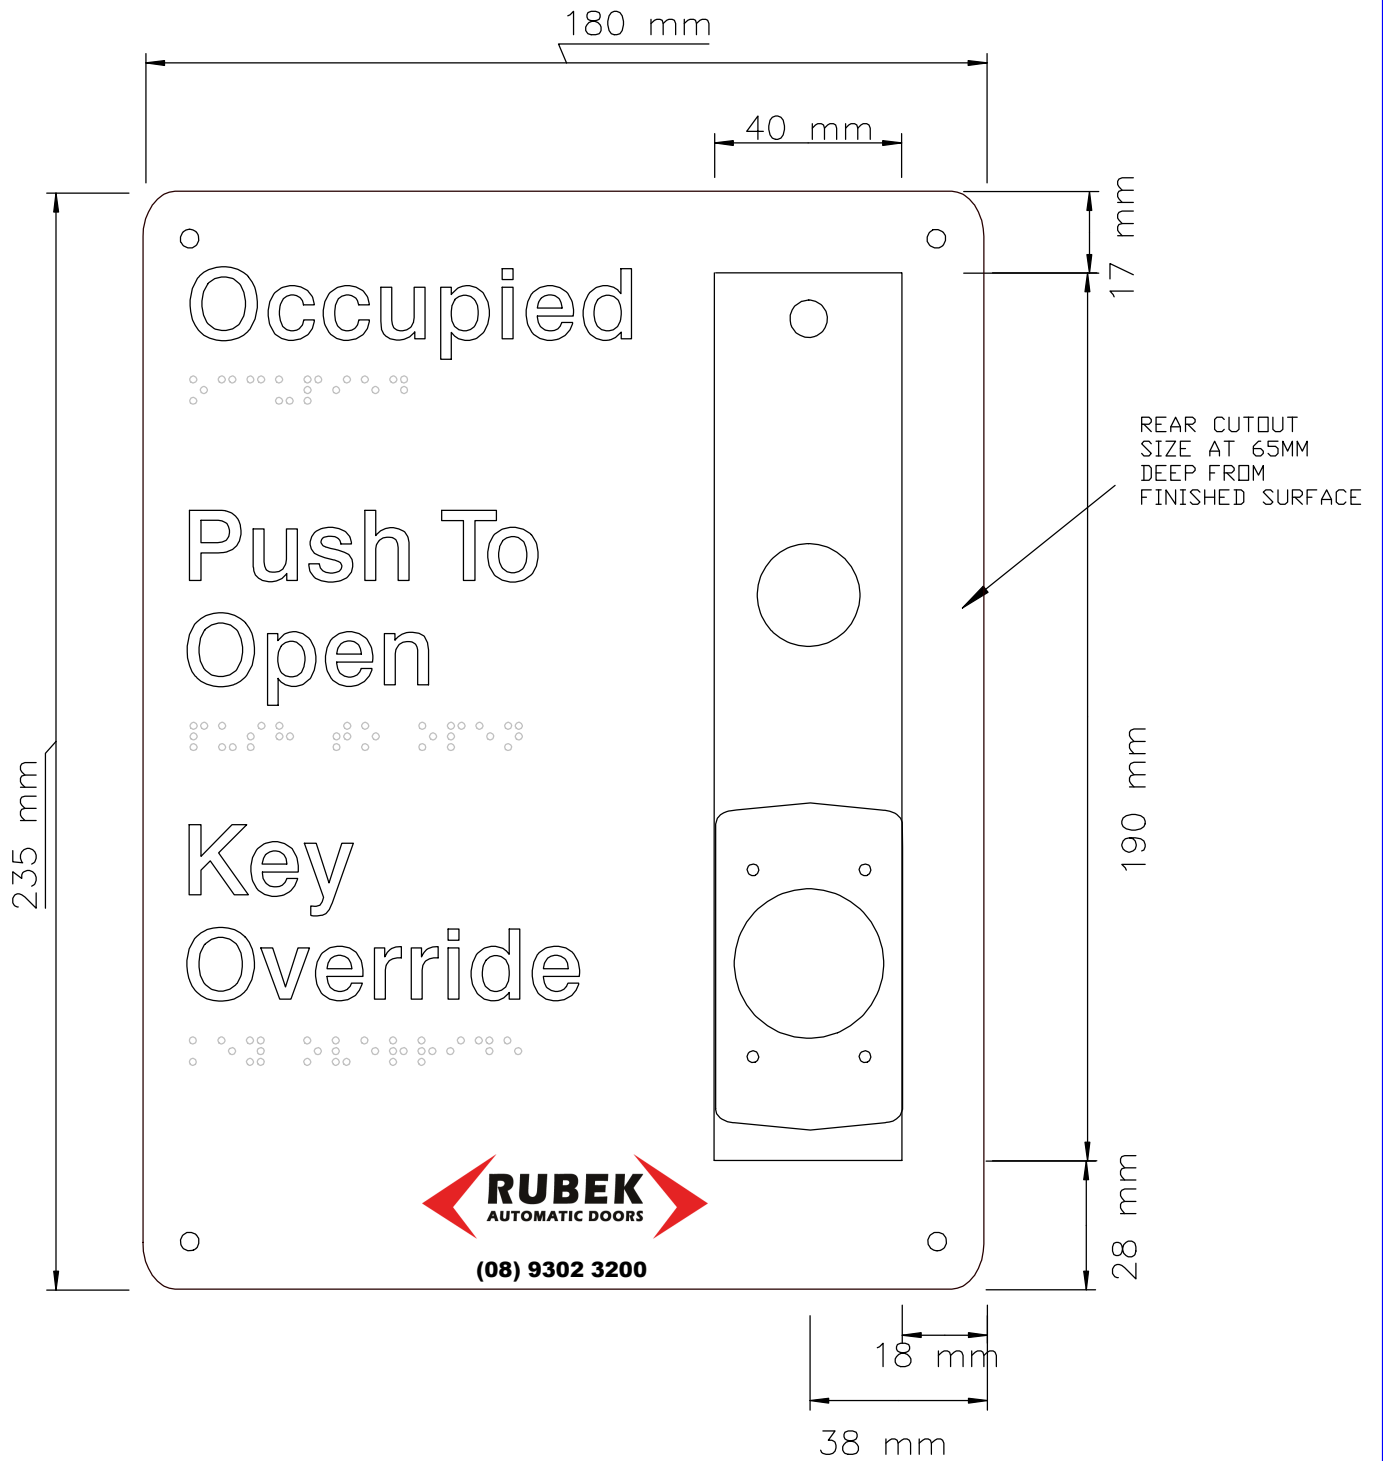 180 mm
40 mm
17 mm
Occupied
REAR CUTOUT
SIZE AT 65MM
DEEP FROM
FINISHED SURFACE
Push To
Open
190 mm
235 mm
Key
Override
RUBEK
AUTOMATIC DOORS
(08) 9302 3200
28 mm
18 mm
38 mm